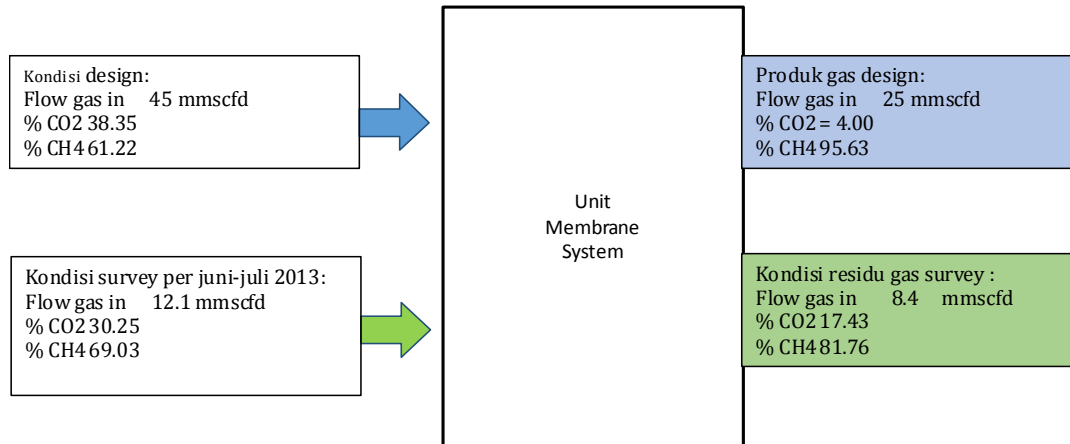 Kondisi design:
Flow gas in 45 mmscfd
% CO2 38.35
% CH4 61.22
Produk gas design:
Flow gas in 25 mmscfd
% CO2 = 4.00
% CH4 95.63
Unit
Membrane
System
Kondisi survey per juni-juli 2013:
Flow gas in 12.1 mmscfd
% CO2 30.25
% CH4 69.03
Kondisi residu gas survey :
Flow gas in 8.4 mmscfd
% CO2 17.43
% CH4 81.76